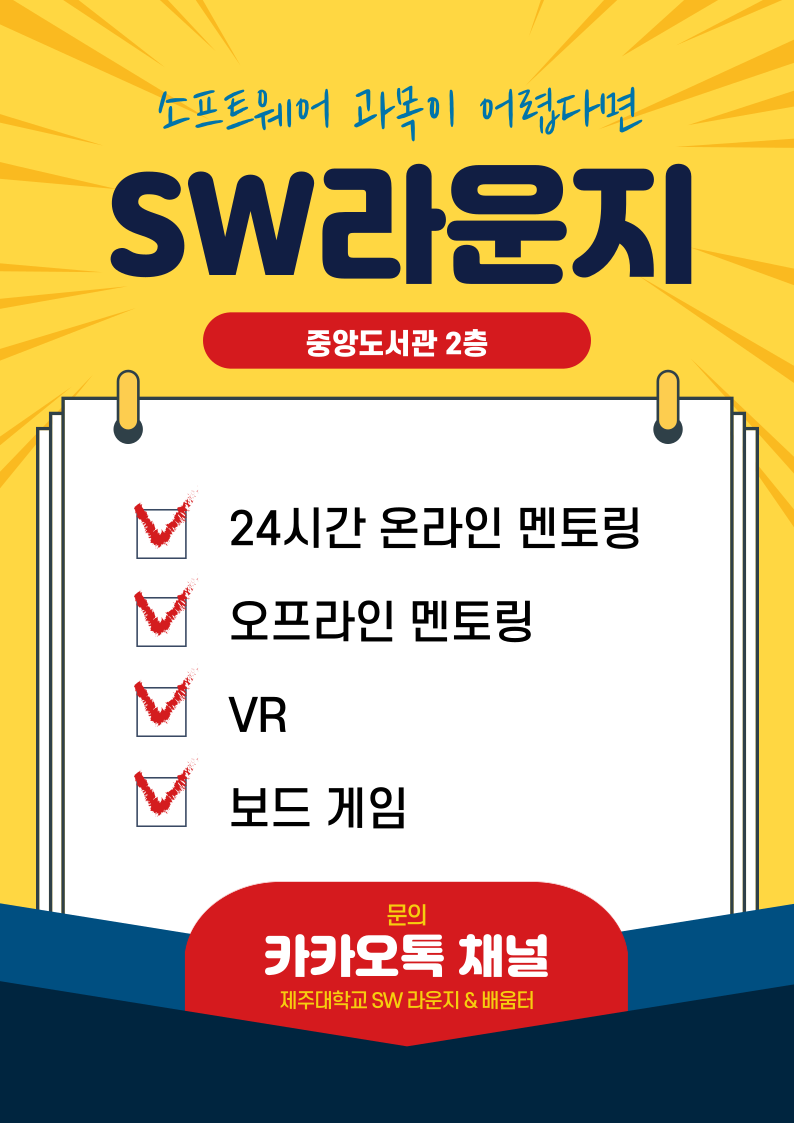 소프트웨어 과목이 어렵다면
SW라운지
중앙도서관 2층
24시간 온라인 멘토링
오프라인 멘토링
VR
보드 게임
문의
카카오톡 채널
제주대학교 SW 라운지 & 배움터